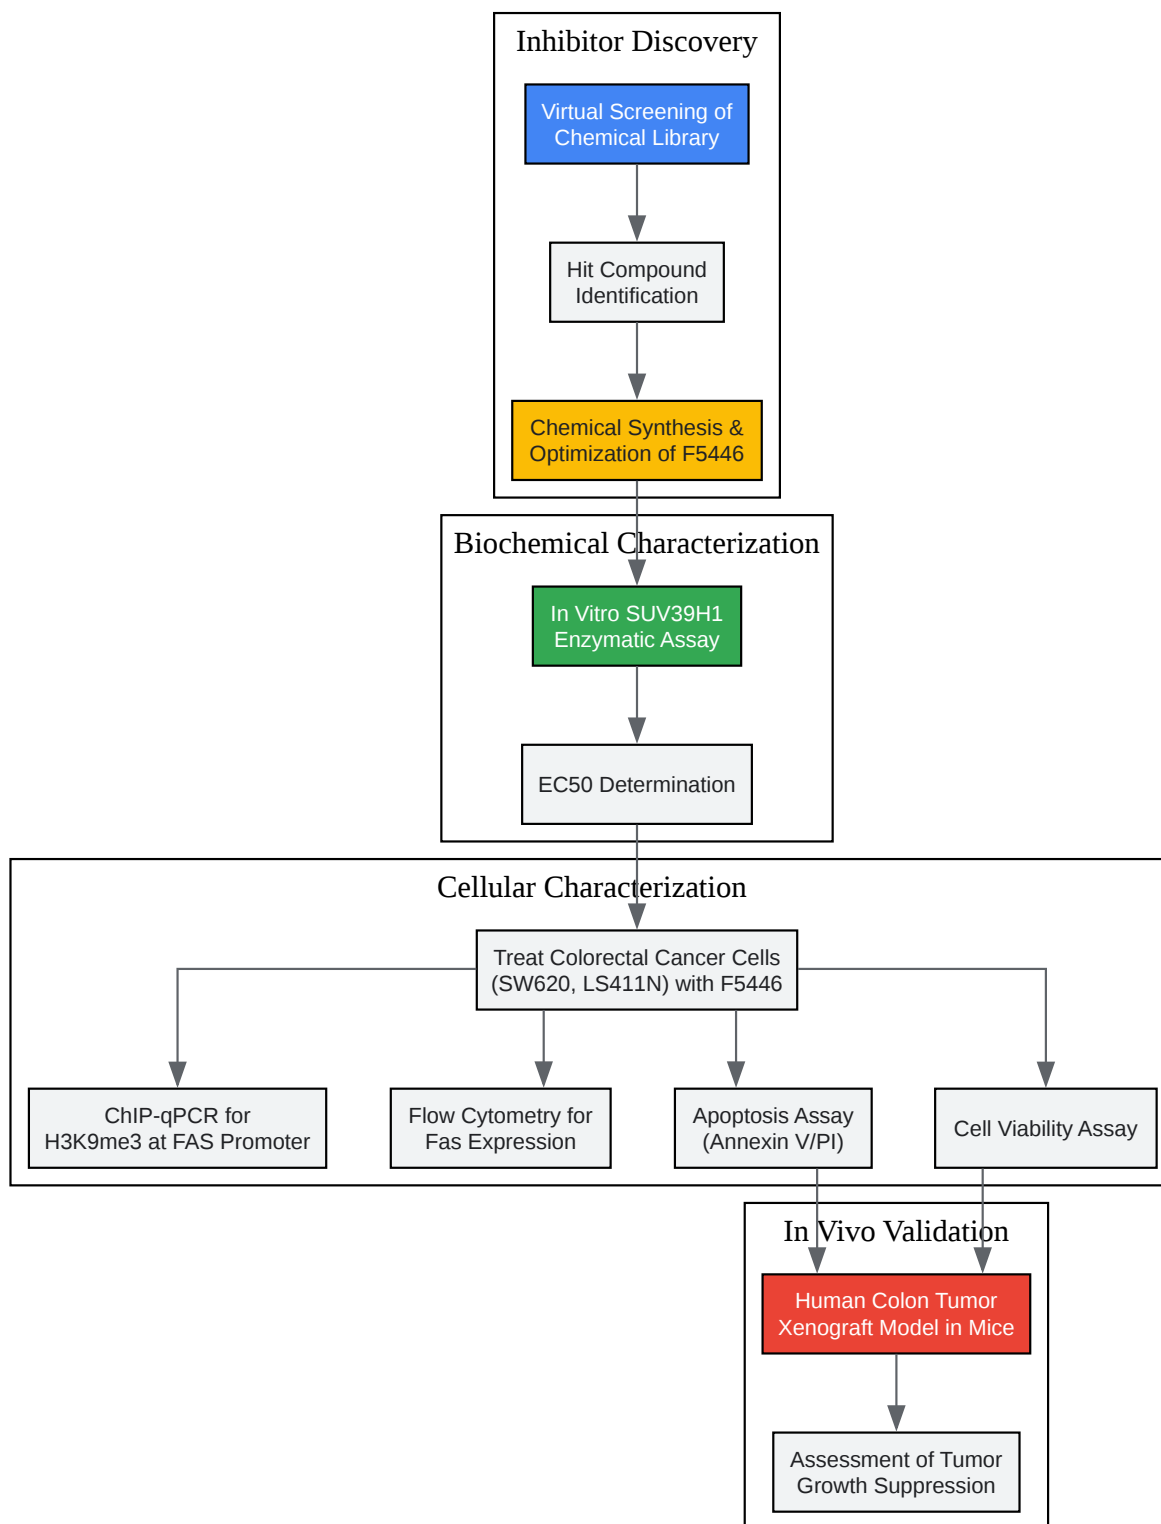 Inhibitor Discovery
Virtual Screening of
Chemical Library
Hit Compound
Identification
Chemical Synthesis &
Optimization of F5446
Biochemical Characterization
In Vitro SUV39H1
Enzymatic Assay
EC50 Determination
Cellular Characterization
Treat Colorectal Cancer Cells
(SW620, LS411N) with F5446
ChIP-qPCR for
H3K9me3 at FAS Promoter
Flow Cytometry for
Fas Expression
Apoptosis Assay
(Annexin V/PI)
Cell Viability Assay
In Vivo Validation
Human Colon Tumor
Xenograft Model in Mice
Assessment of Tumor
Growth Suppression